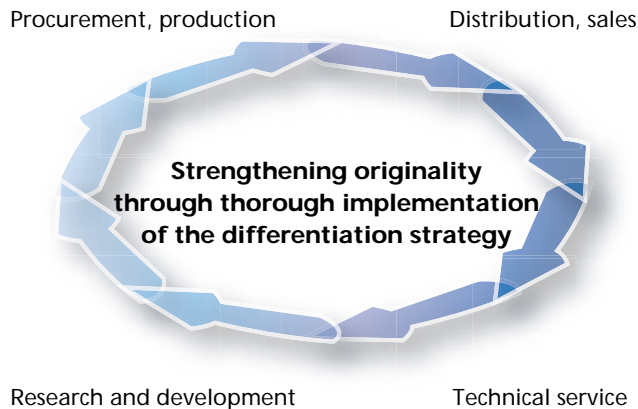 Procurement, production
Distribution, sales
Strengthening originality
through thorough implementation
of the differentiation strategy
Research and development
Technical service